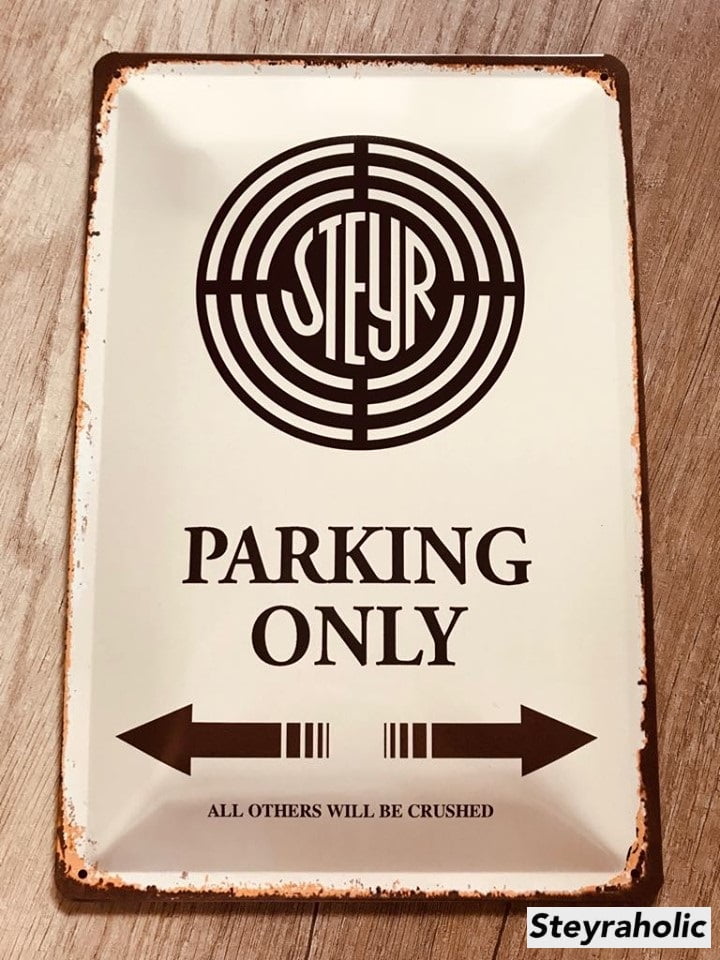 STEYR
PARKING
ONLY
ALL OTHERS WILL BE CRUSHED
Steyraholic